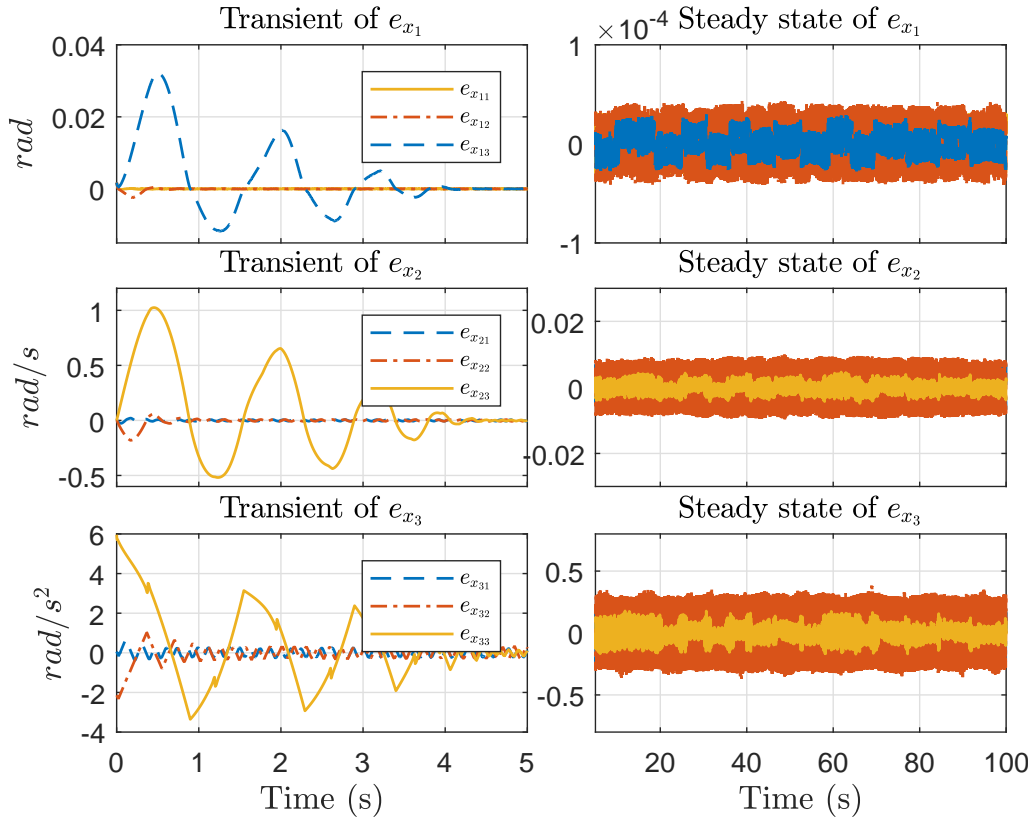 Transient of e_{x_1}
0.04
0.02
0
rad
e_{x_{11}}
e_{x_{12}}
e_{x_{13}}
Steady state of e_{x_1}
×10^{-4}
1
0
-1
Transient of e_{x_2}
1
0.5
0
-0.5
rad/s
e_{x_{21}}
e_{x_{22}}
e_{x_{23}}
Steady state of e_{x_2}
0.02
0
-0.02
Transient of e_{x_3}
6
4
2
0
-2
-4
rad/s^2
e_{x_{31}}
e_{x_{32}}
e_{x_{33}}
0 1 2 3 4 5
Time (s)
Steady state of e_{x_3}
0.5
0
-0.5
20 40 60 80 100
Time (s)